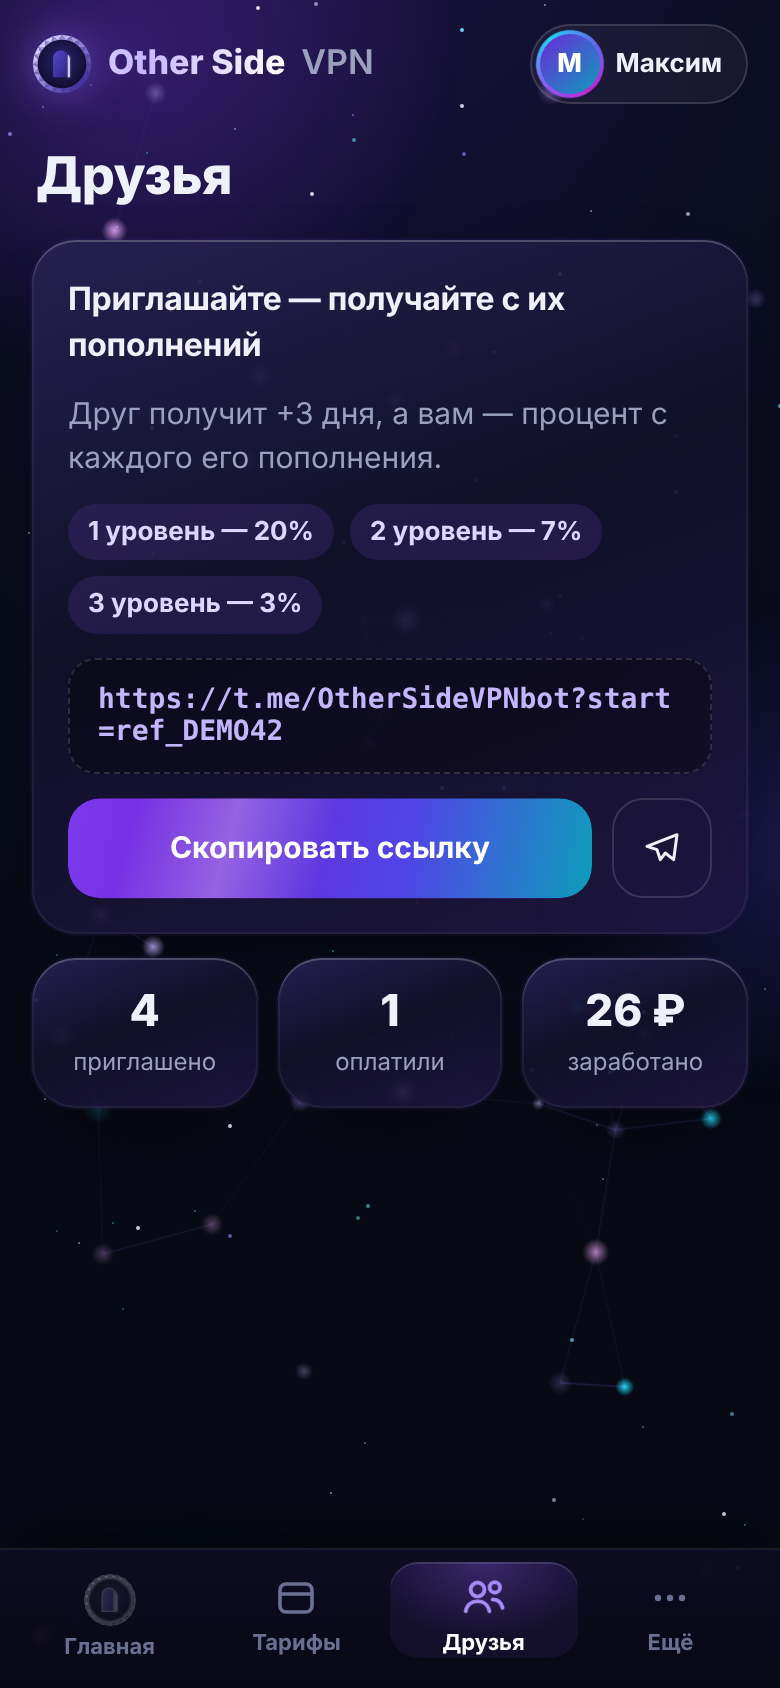 Other Side VPN
М Максим
Друзья
Приглашайте — получайте с их
пополнений
Друг получит +3 дня, а вам — процент с
каждого его пополнения.
1 уровень — 20% 2 уровень — 7%
3 уровень — 3%
https://t.me/OtherSideVPNbot?start
=ref_DEMO42
Скопировать ссылку
4 1 26 ₽
приглашено оплатили заработано
Главная Тарифы Друзья Ещё